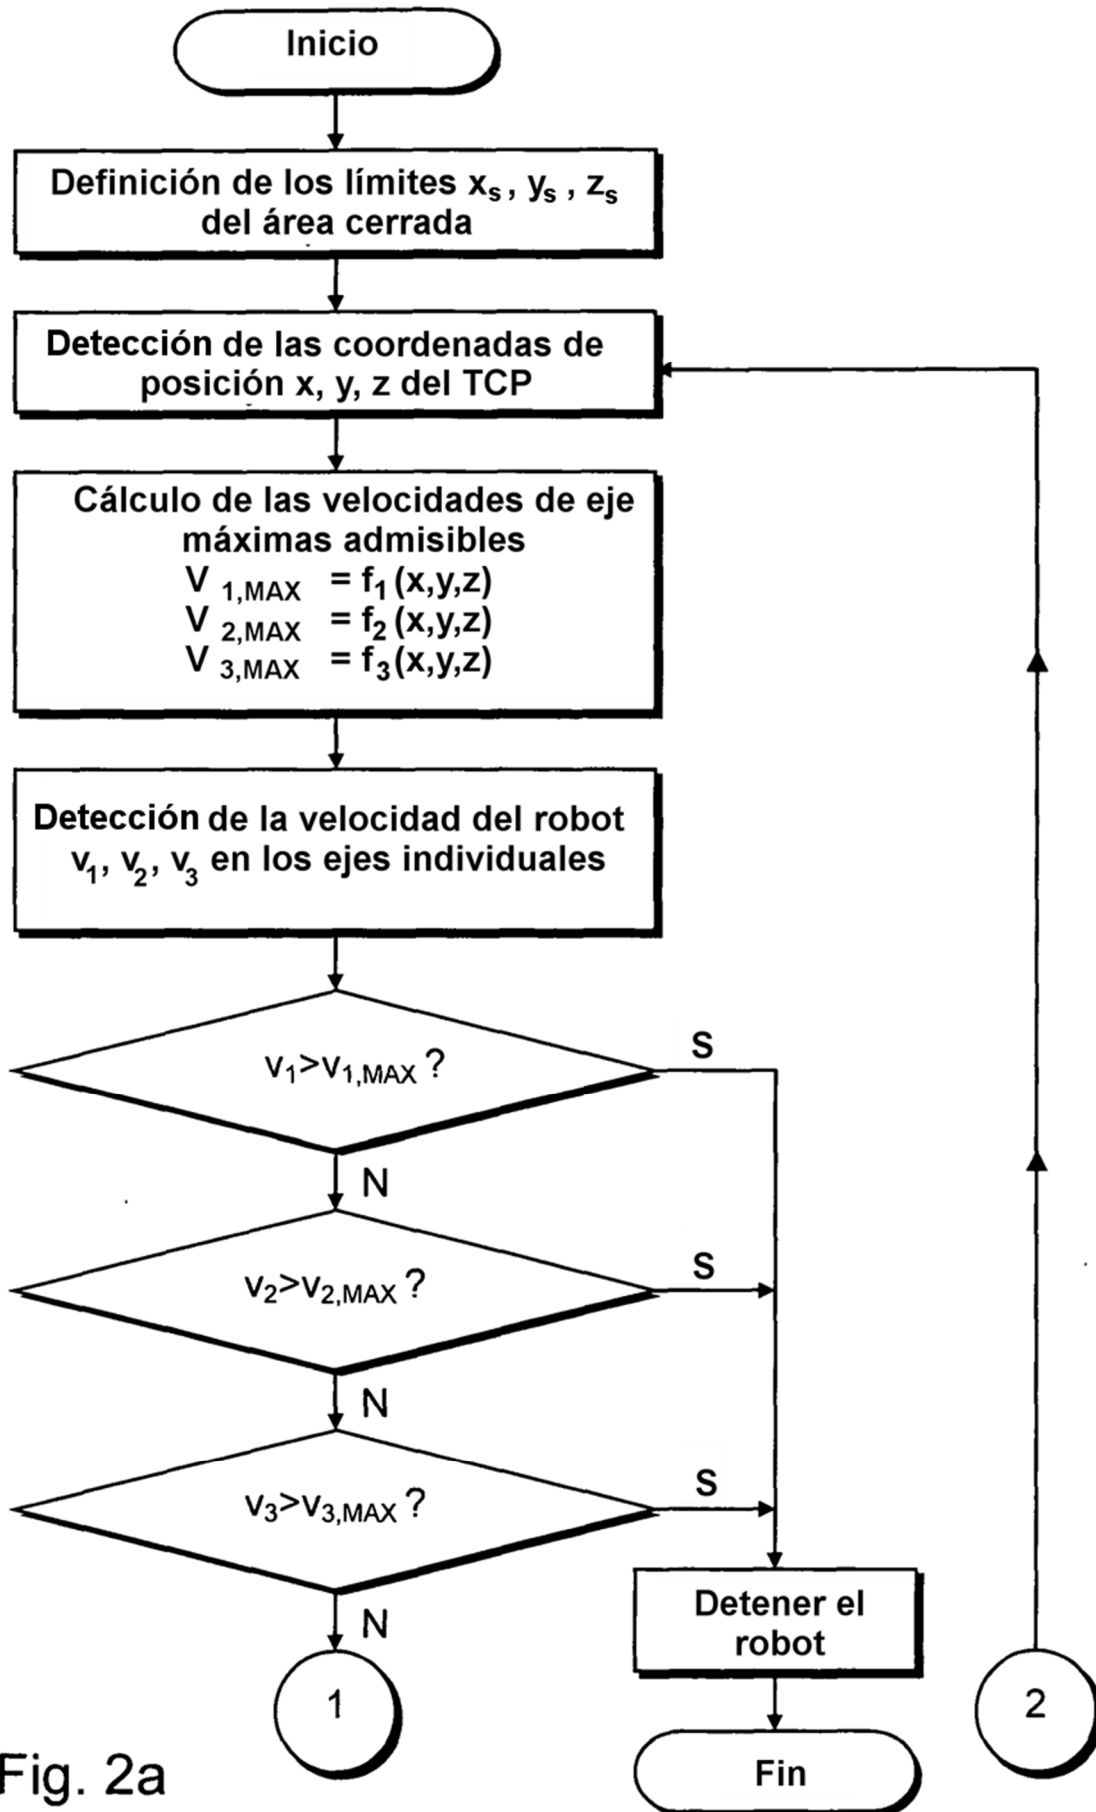 Inicio
Definición de los límites xₛ, yₛ, zₛ
del área cerrada
Detección de las coordenadas de
posición x, y, z del TCP
Cálculo de las velocidades de eje
máximas admisibles
V 1,MAX = f₁(x,y,z)
V 2,MAX = f₂(x,y,z)
V 3,MAX = f₃(x,y,z)
Detección de la velocidad del robot
v₁, v₂, v₃ en los ejes individuales
v₁>v₁,MAX ?
S
N
v₂>v₂,MAX ?
S
N
v₃>v₃,MAX ?
S
N
Detener el
robot
1
2
Fin
Fig. 2a